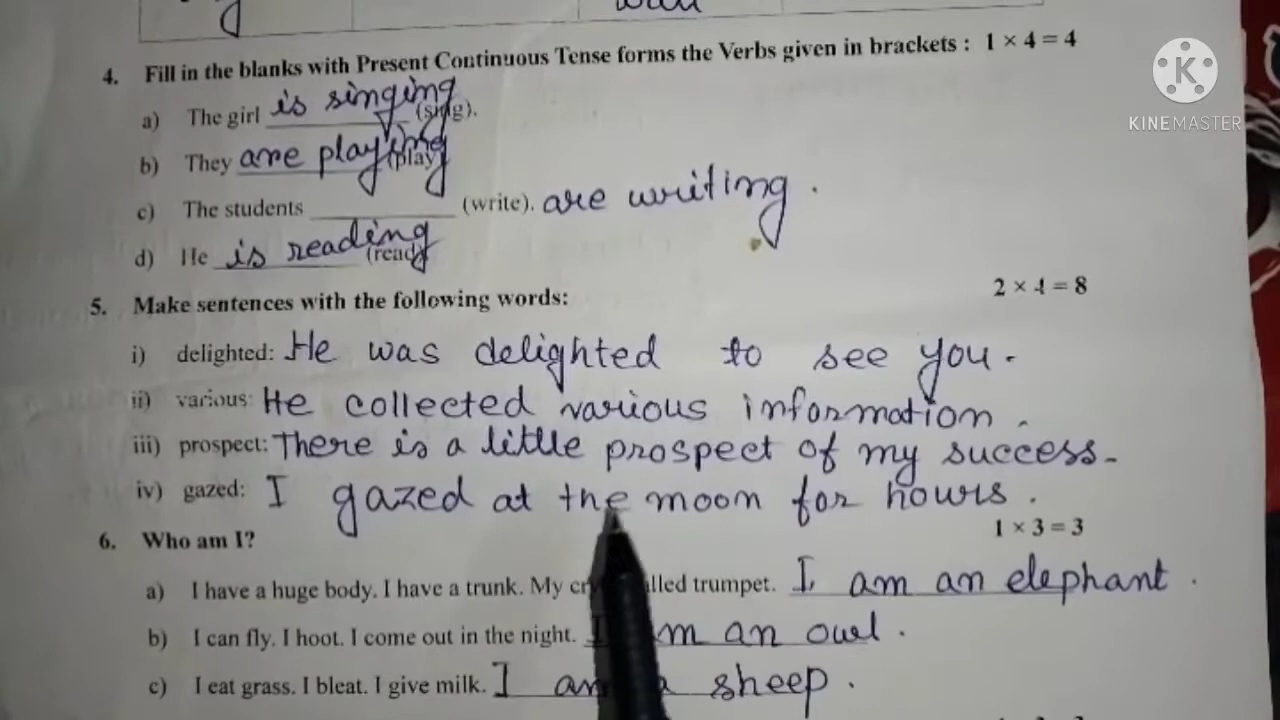 will
4. Fill in the blanks with Present Continuous Tense forms the Verbs given in brackets : 1 × 4 = 4
a) The girl is singing (sing).
b) They are playing (play)
c) The students ____________ (write). are writing.
d) He is reading (read)
5. Make sentences with the following words: 2 × 4 = 8
i) delighted: He was delighted to see you.
ii) various: He collected various information.
iii) prospect: There is a little prospect of my success.
iv) gazed: I gazed at the moon for hours.
6. Who am I? 1 × 3 = 3
a) I have a huge body. I have a trunk. My trumpet. I am an elephant.
b) I can fly. I hoot. I come out in the night. I am an owl.
c) I eat grass. I bleat. I give milk. I am a sheep.
K
KINEMASTER